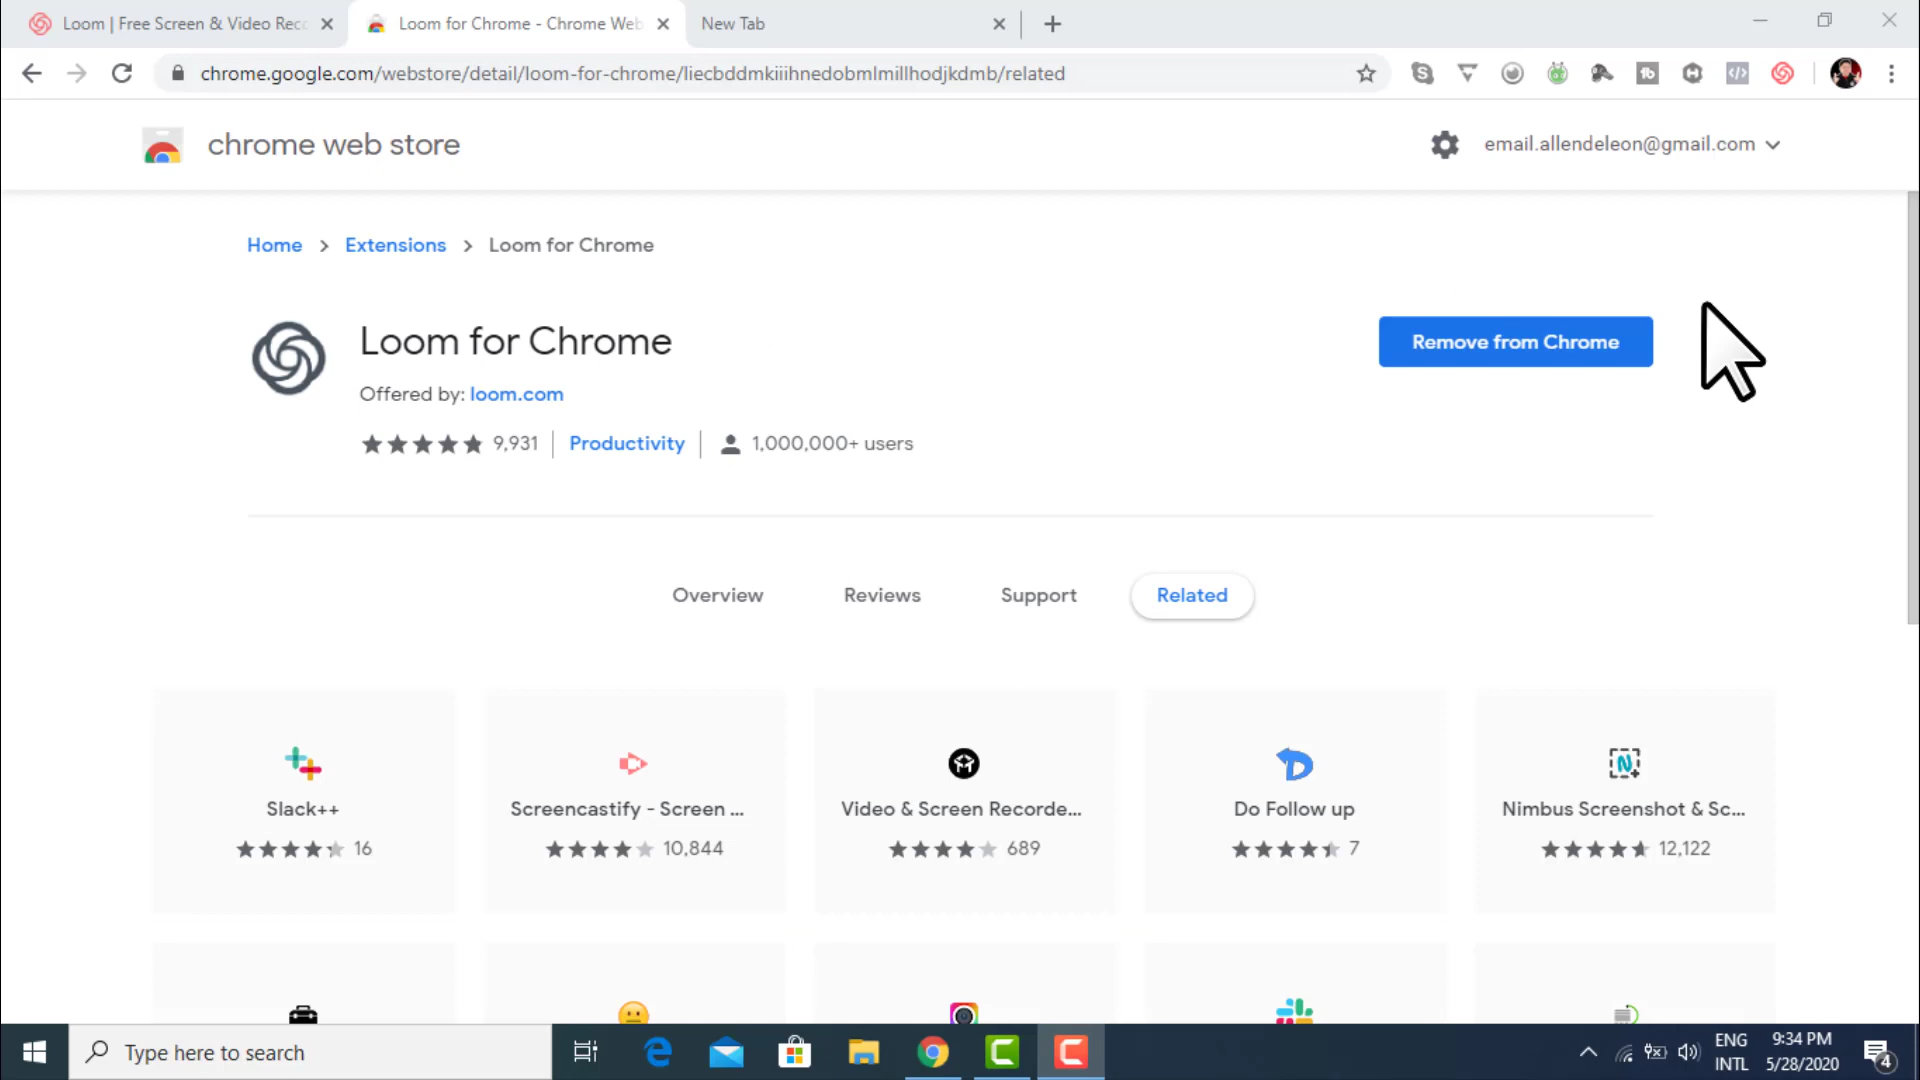 Loom | Free Screen & Video Rec
Loom for Chrome - Chrome Web
New Tab
chrome.google.com/webstore/detail/loom-for-chrome/liecbddmkiiihnedobmlmillhodjkdmb/related
chrome web store
email.allendeleon@gmail.com
Home > Extensions > Loom for Chrome
Loom for Chrome
Remove from Chrome
Offered by: loom.com
9,931 Productivity 1,000,000+ users
Overview Reviews Support Related
Slack++
16
Screencastify - Screen ...
10,844
Video & Screen Recorde...
689
Do Follow up
7
Nimbus Screenshot & Sc...
12,122
Type here to search
ENG
INTL
9:34 PM
5/28/2020
4